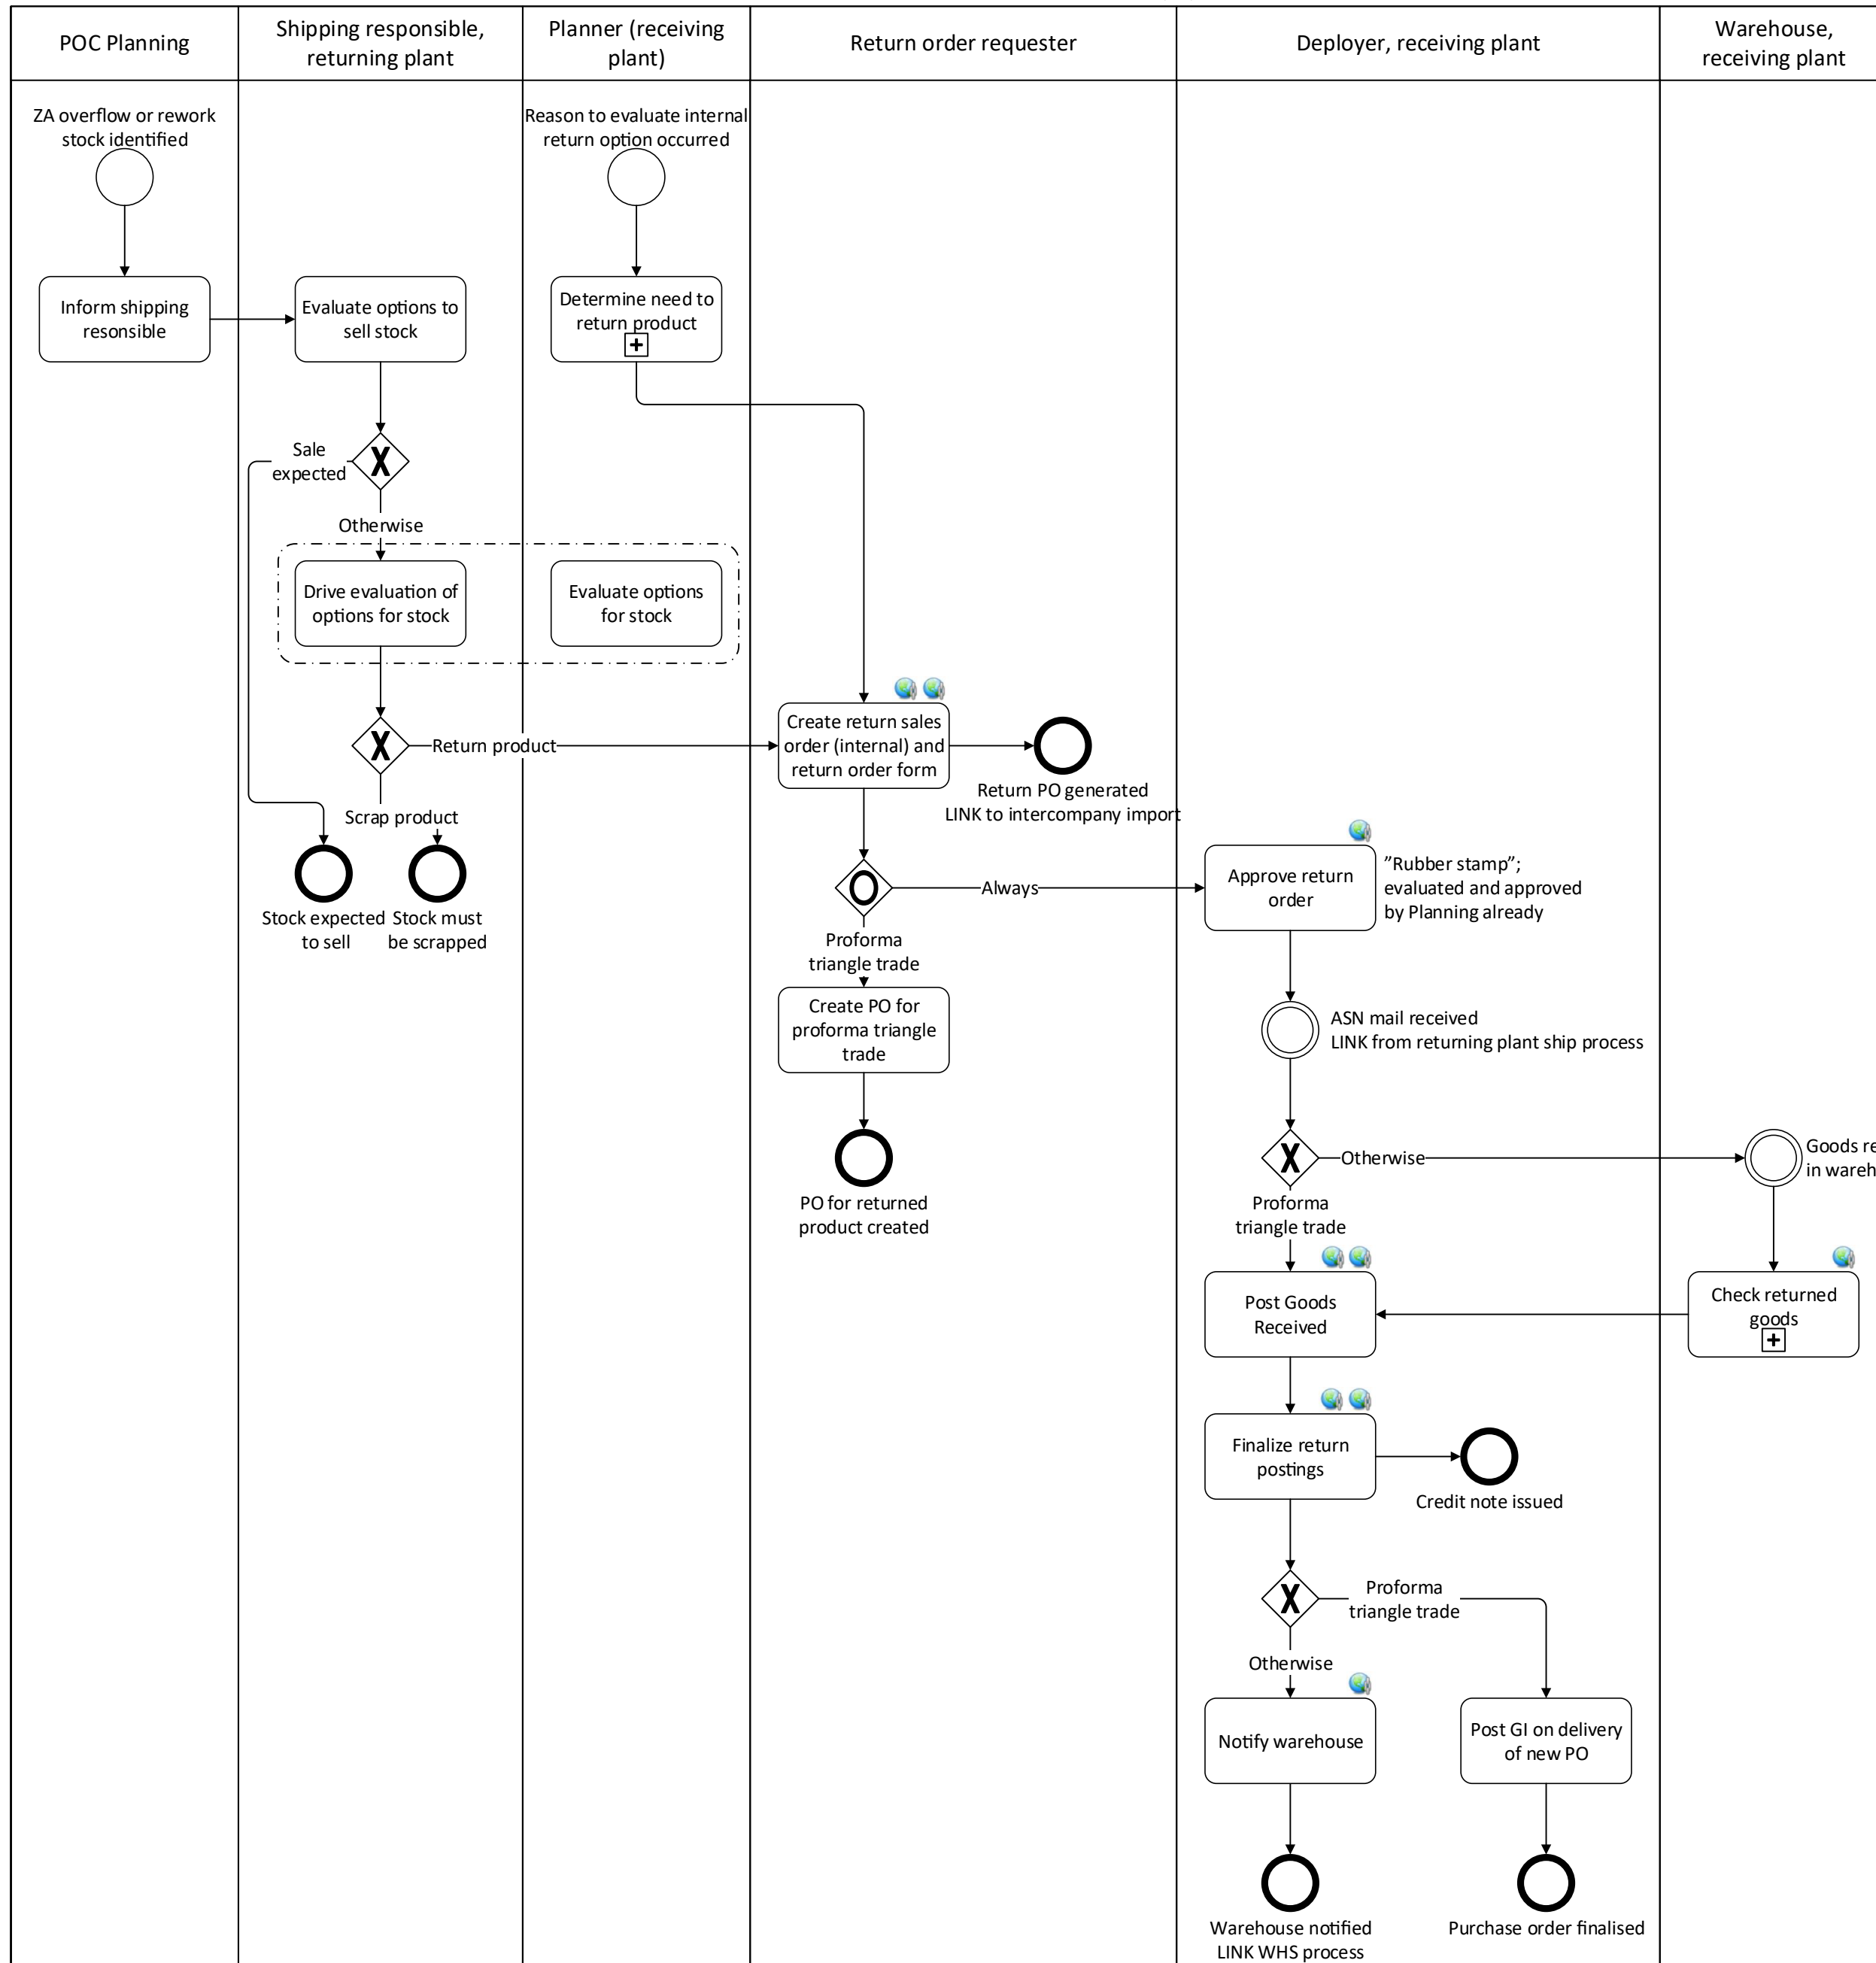 POC Planning
Shipping responsible,
returning plant
Planner (receiving
plant)
Return order requester
Deployer, receiving plant
Warehouse,
receiving plant
ZA overflow or rework
stock identified
Reason to evaluate internal
return option occurred
Inform shipping
resonsible
Evaluate options to
sell stock
Determine need to
return product
Sale
expected
Otherwise
Drive evaluation of
options for stock
Evaluate options
for stock
Return product
Create return sales
order (internal) and
return order form
Return PO generated
LINK to intercompany import
Scrap product
Stock expected
to sell
Stock must
be scrapped
Always
Approve return
order
”Rubber stamp”;
evaluated and approved
by Planning already
Proforma
triangle trade
Create PO for
proforma triangle
trade
ASN mail received
LINK from returning plant ship process
PO for returned
product created
Otherwise
Goods re
in wareh
Proforma
triangle trade
Post Goods
Received
Check returned
goods
Finalize return
postings
Credit note issued
Proforma
triangle trade
Otherwise
Notify warehouse
Post GI on delivery
of new PO
Warehouse notified
LINK WHS process
Purchase order finalised